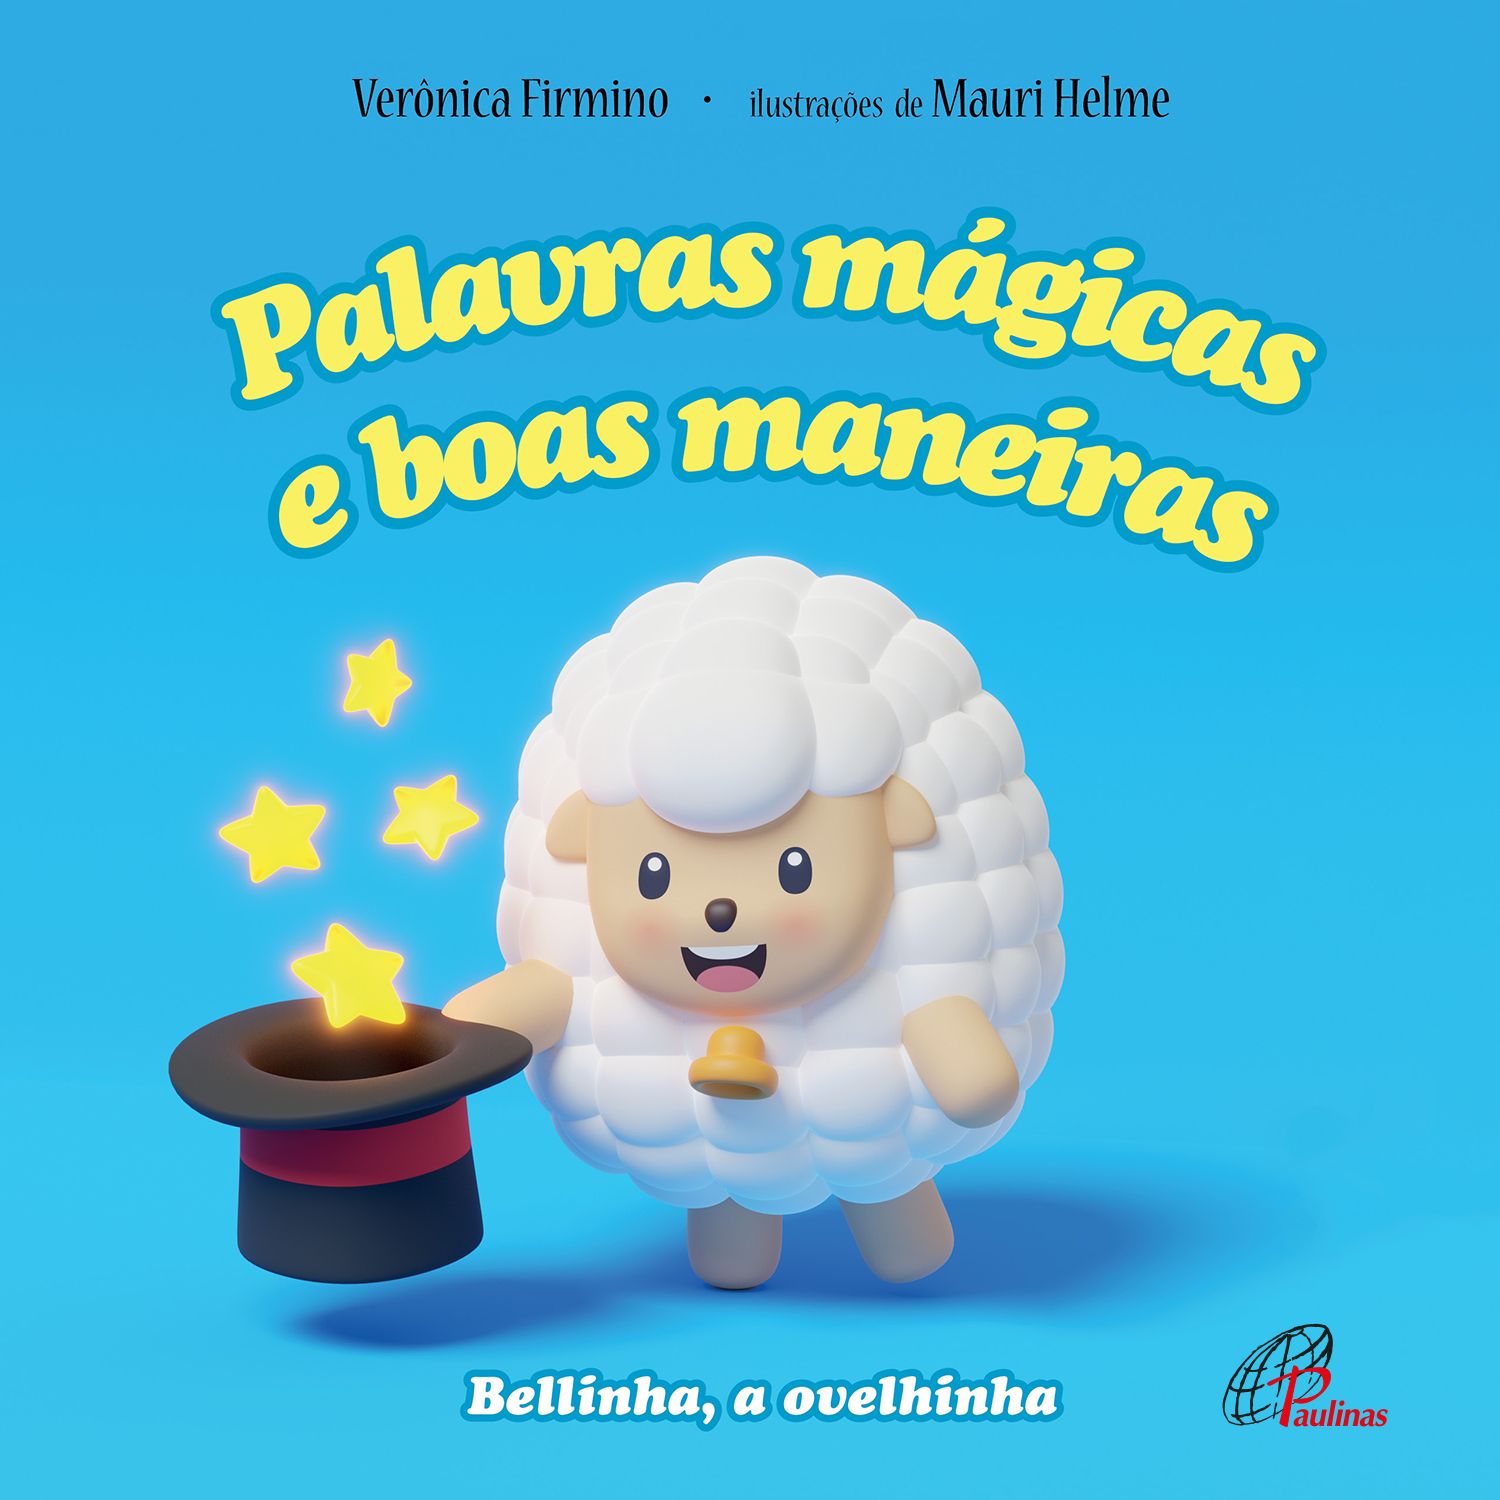 Verônica Firmino • ilustrações de Mauri Helme
Palavras mágicas
e boas maneiras
Bellinha, a ovelhinha
Paulinas